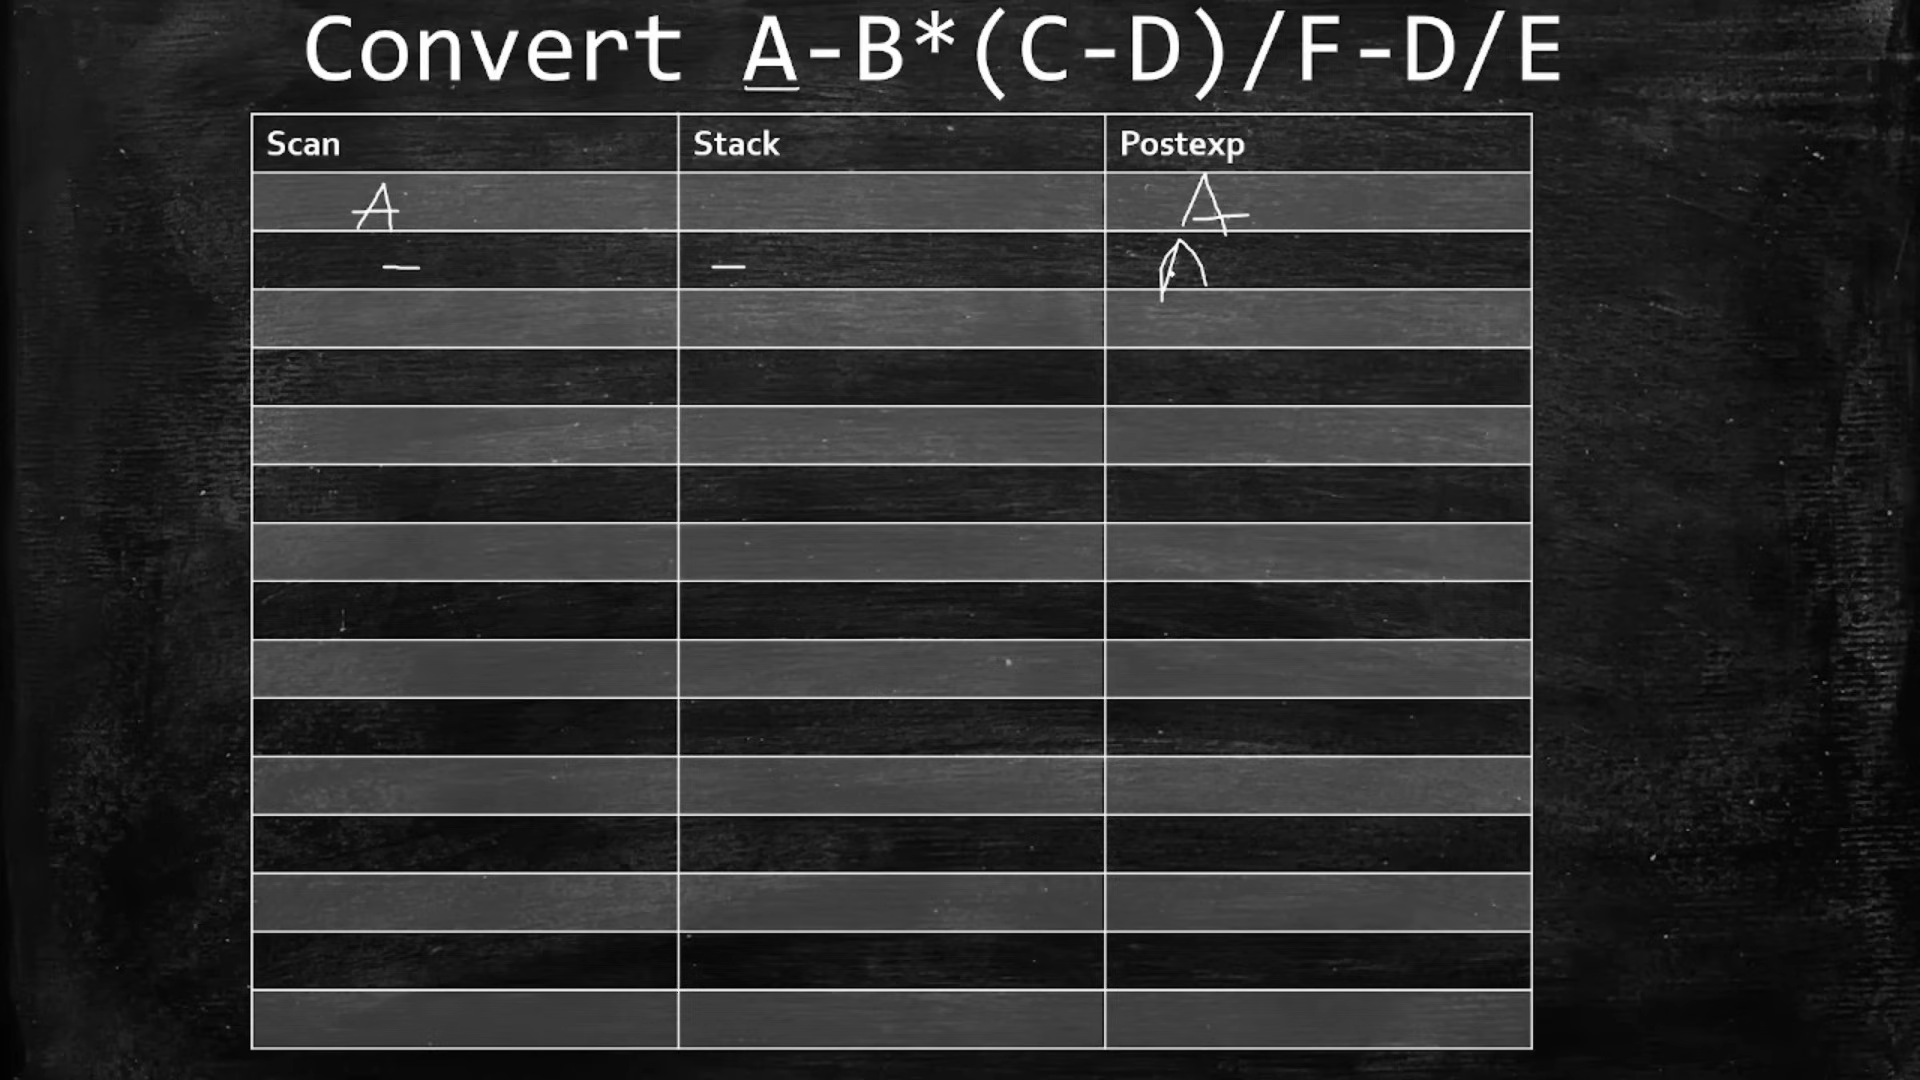 Convert A-B*(C-D)/F-D/E
Scan Stack Postexp
A A
- - A